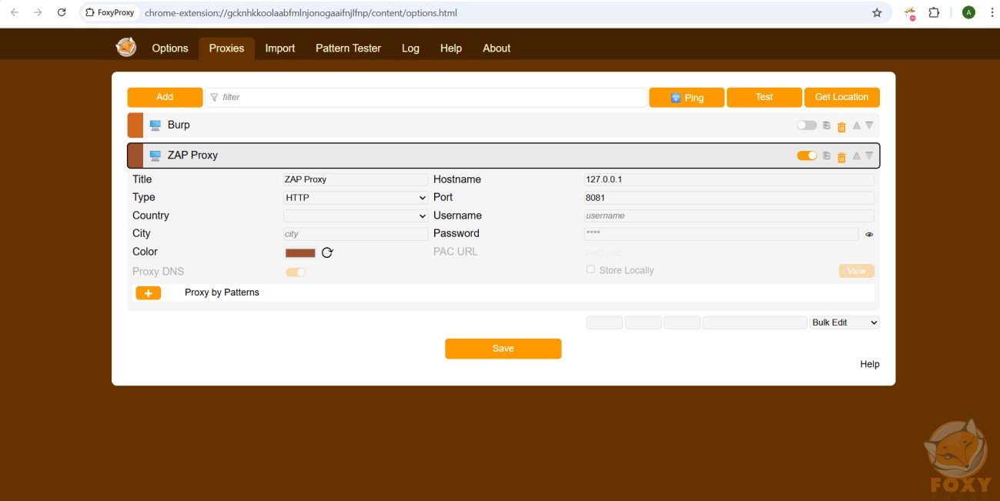 FoxyProxy chrome-extension://gcknhkkoolaabfmlnjonogaaifnjlfnp/content/options.html A
Options Proxies Import Pattern Tester Log Help About
Add filter Ping Test Get Location
Burp
ZAP Proxy
Title ZAP Proxy Hostname 127.0.0.1
Type HTTP Port 8081
Country Username username
City city Password ****
Color PAC URL PAC URL
Proxy DNS Store Locally View
+ Proxy by Patterns
Bulk Edit
Save
Help
FOXY
PROXY